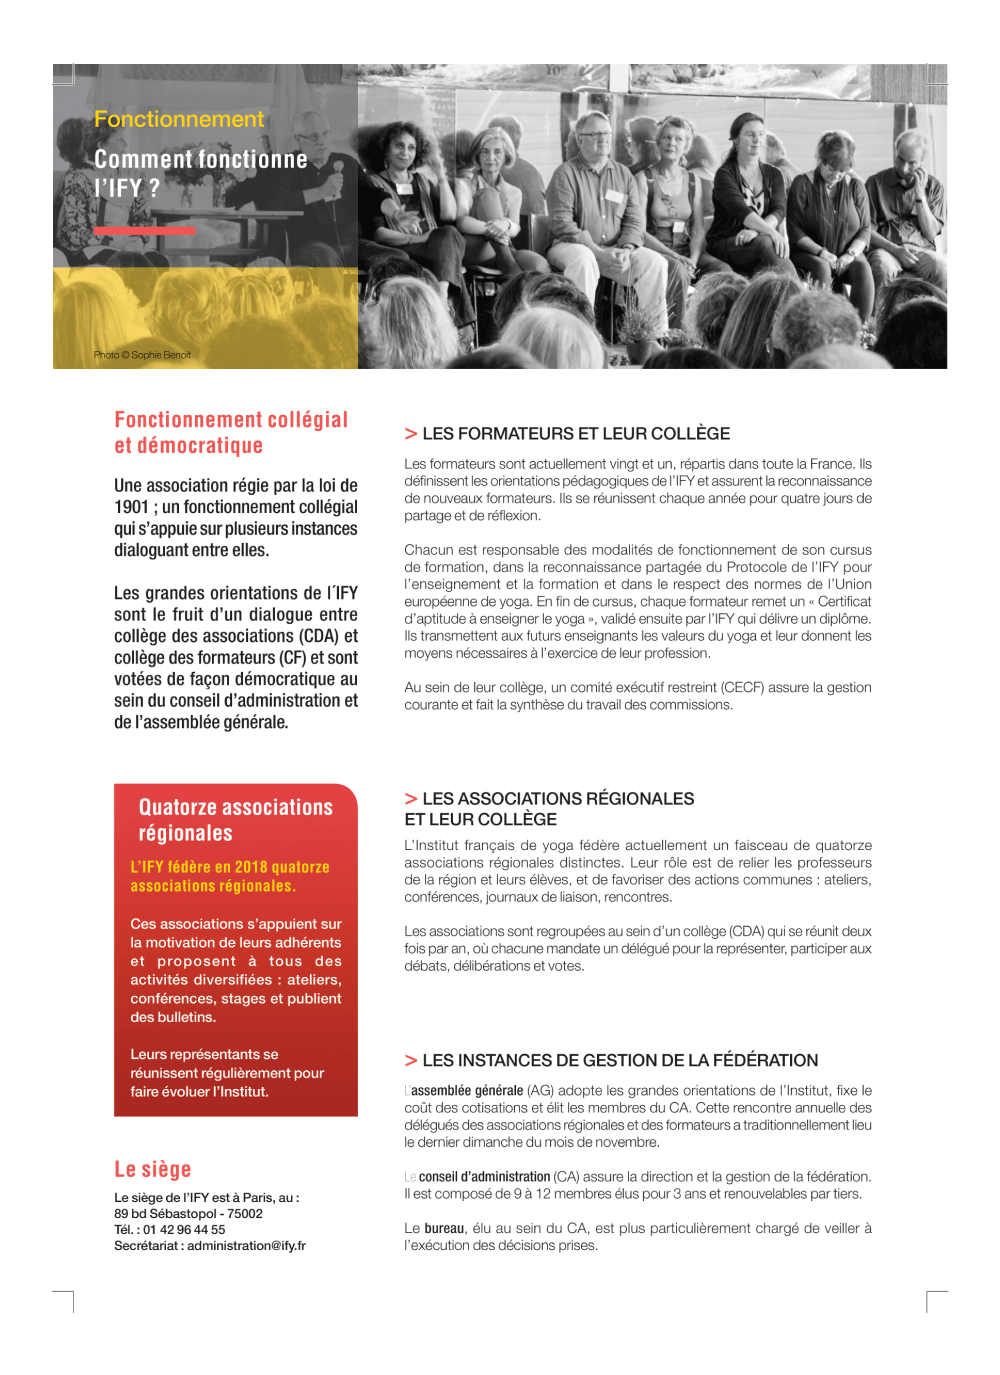 Fonctionnement
Comment fonctionne
l’IFY ?
Photo © Sophie Benoit
Fonctionnement collégial
et démocratique
Une association régie par la loi de
1901 ; un fonctionnement collégial
qui s’appuie sur plusieurs instances
dialoguant entre elles.
Les grandes orientations de l´IFY
sont le fruit d’un dialogue entre
collège des associations (CDA) et
collège des formateurs (CF) et sont
votées de façon démocratique au
sein du conseil d’administration et
de l’assemblée générale.
Quatorze associations
régionales
L’IFY fédère en 2018 quatorze
associations régionales.
Ces associations s’appuient sur
la motivation de leurs adhérents
et proposent à tous des
activités diversifiées : ateliers,
conférences, stages et publient
des bulletins.
Leurs représentants se
réunissent régulièrement pour
faire évoluer l’Institut.
Le siège
Le siège de l’IFY est à Paris, au :
89 bd Sébastopol - 75002
Tél. : 01 42 96 44 55
Secrétariat : administration@ify.fr
> LES FORMATEURS ET LEUR COLLÈGE
Les formateurs sont actuellement vingt et un, répartis dans toute la France. Ils
définissent les orientations pédagogiques de l’IFY et assurent la reconnaissance
de nouveaux formateurs. Ils se réunissent chaque année pour quatre jours de
partage et de réflexion.
Chacun est responsable des modalités de fonctionnement de son cursus
de formation, dans la reconnaissance partagée du Protocole de l’IFY pour
l’enseignement et la formation et dans le respect des normes de l’Union
européenne de yoga. En fin de cursus, chaque formateur remet un « Certificat
d’aptitude à enseigner le yoga », validé ensuite par l’IFY qui délivre un diplôme.
Ils transmettent aux futurs enseignants les valeurs du yoga et leur donnent les
moyens nécessaires à l’exercice de leur profession.
Au sein de leur collège, un comité exécutif restreint (CECF) assure la gestion
courante et fait la synthèse du travail des commissions.
> LES ASSOCIATIONS RÉGIONALES
ET LEUR COLLÈGE
L’Institut français de yoga fédère actuellement un faisceau de quatorze
associations régionales distinctes. Leur rôle est de relier les professeurs
de la région et leurs élèves, et de favoriser des actions communes : ateliers,
conférences, journaux de liaison, rencontres.
Les associations sont regroupées au sein d’un collège (CDA) qui se réunit deux
fois par an, où chacune mandate un délégué pour la représenter, participer aux
débats, délibérations et votes.
> LES INSTANCES DE GESTION DE LA FÉDÉRATION
L’assemblée générale (AG) adopte les grandes orientations de l’Institut, fixe le
coût des cotisations et élit les membres du CA. Cette rencontre annuelle des
délégués des associations régionales et des formateurs a traditionnellement lieu
le dernier dimanche du mois de novembre.
Le conseil d’administration (CA) assure la direction et la gestion de la fédération.
Il est composé de 9 à 12 membres élus pour 3 ans et renouvelables par tiers.
Le bureau, élu au sein du CA, est plus particulièrement chargé de veiller à
l’exécution des décisions prises.